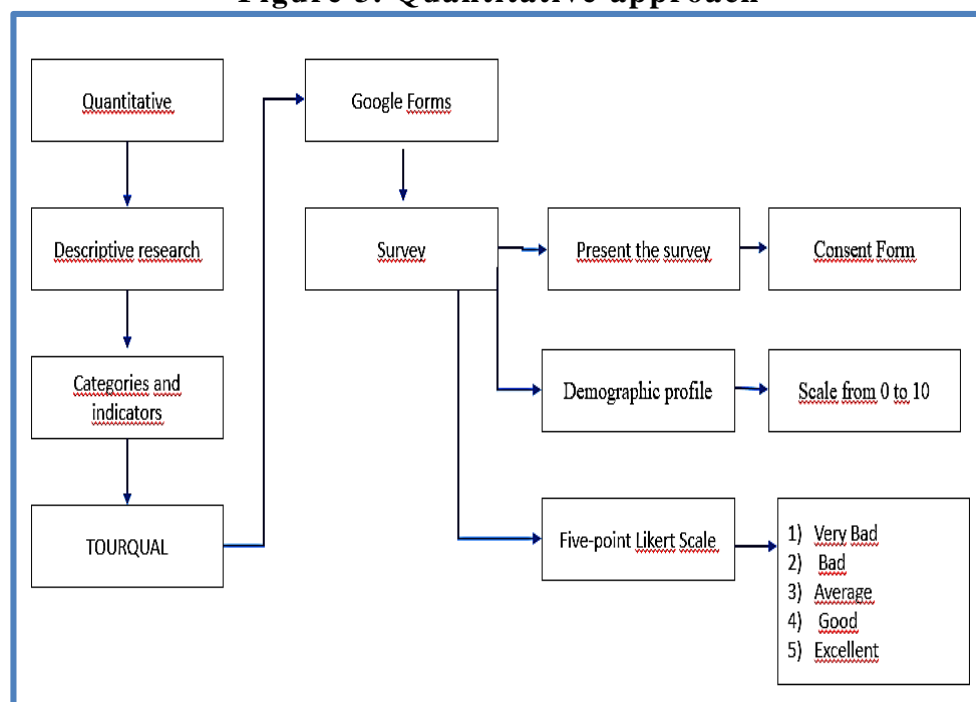 Figure Quantitative approach
Quantitative
Google Forms
Descriptive research
Survey
Present the survey
Consent Form
Categories and
indicators
Demographic profile
Scale from 0 to 10
TOURQUAL
Five-point Likert Scale
1) Very Bad
2) Bad
3) Average
4) Good
5) Excellent